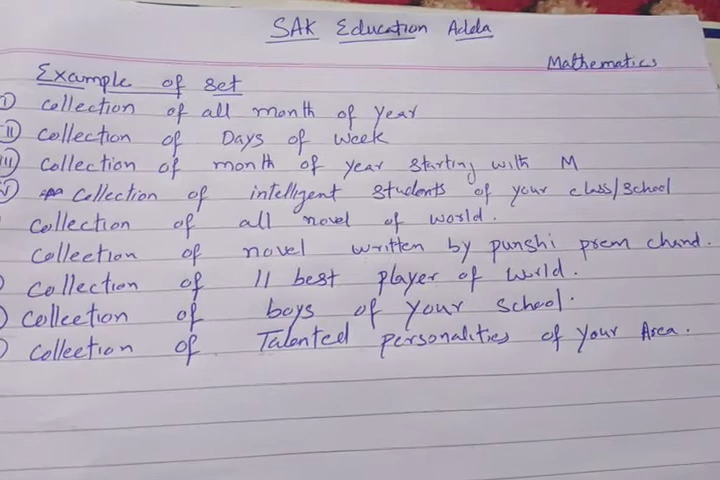 SAK Education Adda
Mathematics
Example of set
I) Collection of all month of year
II) Collection of Days of Week
III) Collection of month of year starting with M
V) Collection of intelligent students of your class/school
Collection of all novel of world.
Collection of novel written by punshi prem chand.
Collection of 11 best player of world.
Collection of boys of your school.
Collection of Talented personalities of your Area.